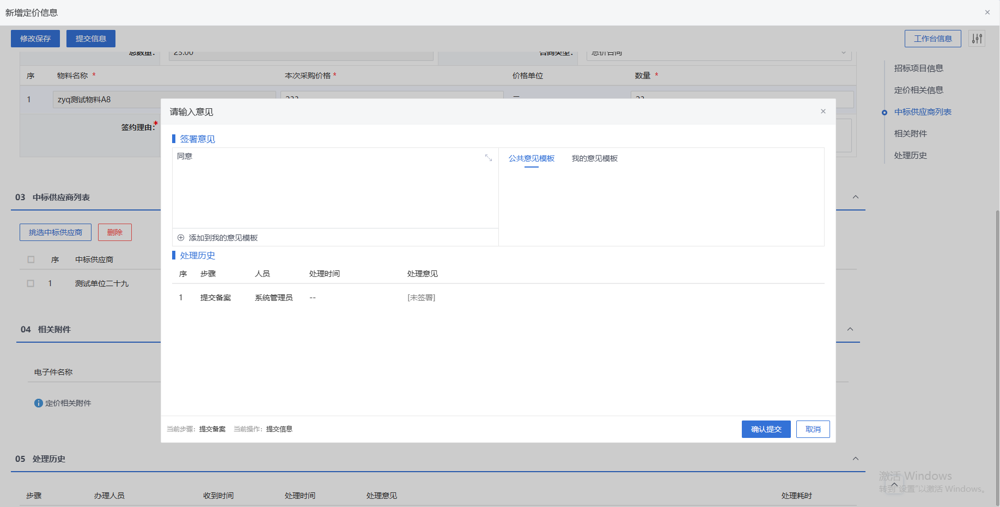 新增定价信息
修改保存 提交信息 工作台信息
总数量： 23.00 合同类型： 总价合同
序 物料名称 * 本次采购价格 * 价格单位 数量 *
1 zyq测试物料A8
签约理由：*
招标项目信息
定价相关信息
中标供应商列表
相关附件
处理历史
请输入意见
签署意见
同意
公共意见模板 我的意见模板
添加到我的意见模板
处理历史
序 步骤 人员 处理时间 处理意见
1 提交备案 系统管理员 -- [未签署]
当前步骤： 提交备案 当前操作： 提交信息
确认提交 取消
03 中标供应商列表
挑选中标供应商 删除
序 中标供应商
1 测试单位二十九
04 相关附件
电子件名称
定价相关附件
05 处理历史
步骤 办理人员 收到时间 处理时间 处理意见 处理耗时
激活 Windows
转到"设置"以激活 Windows。